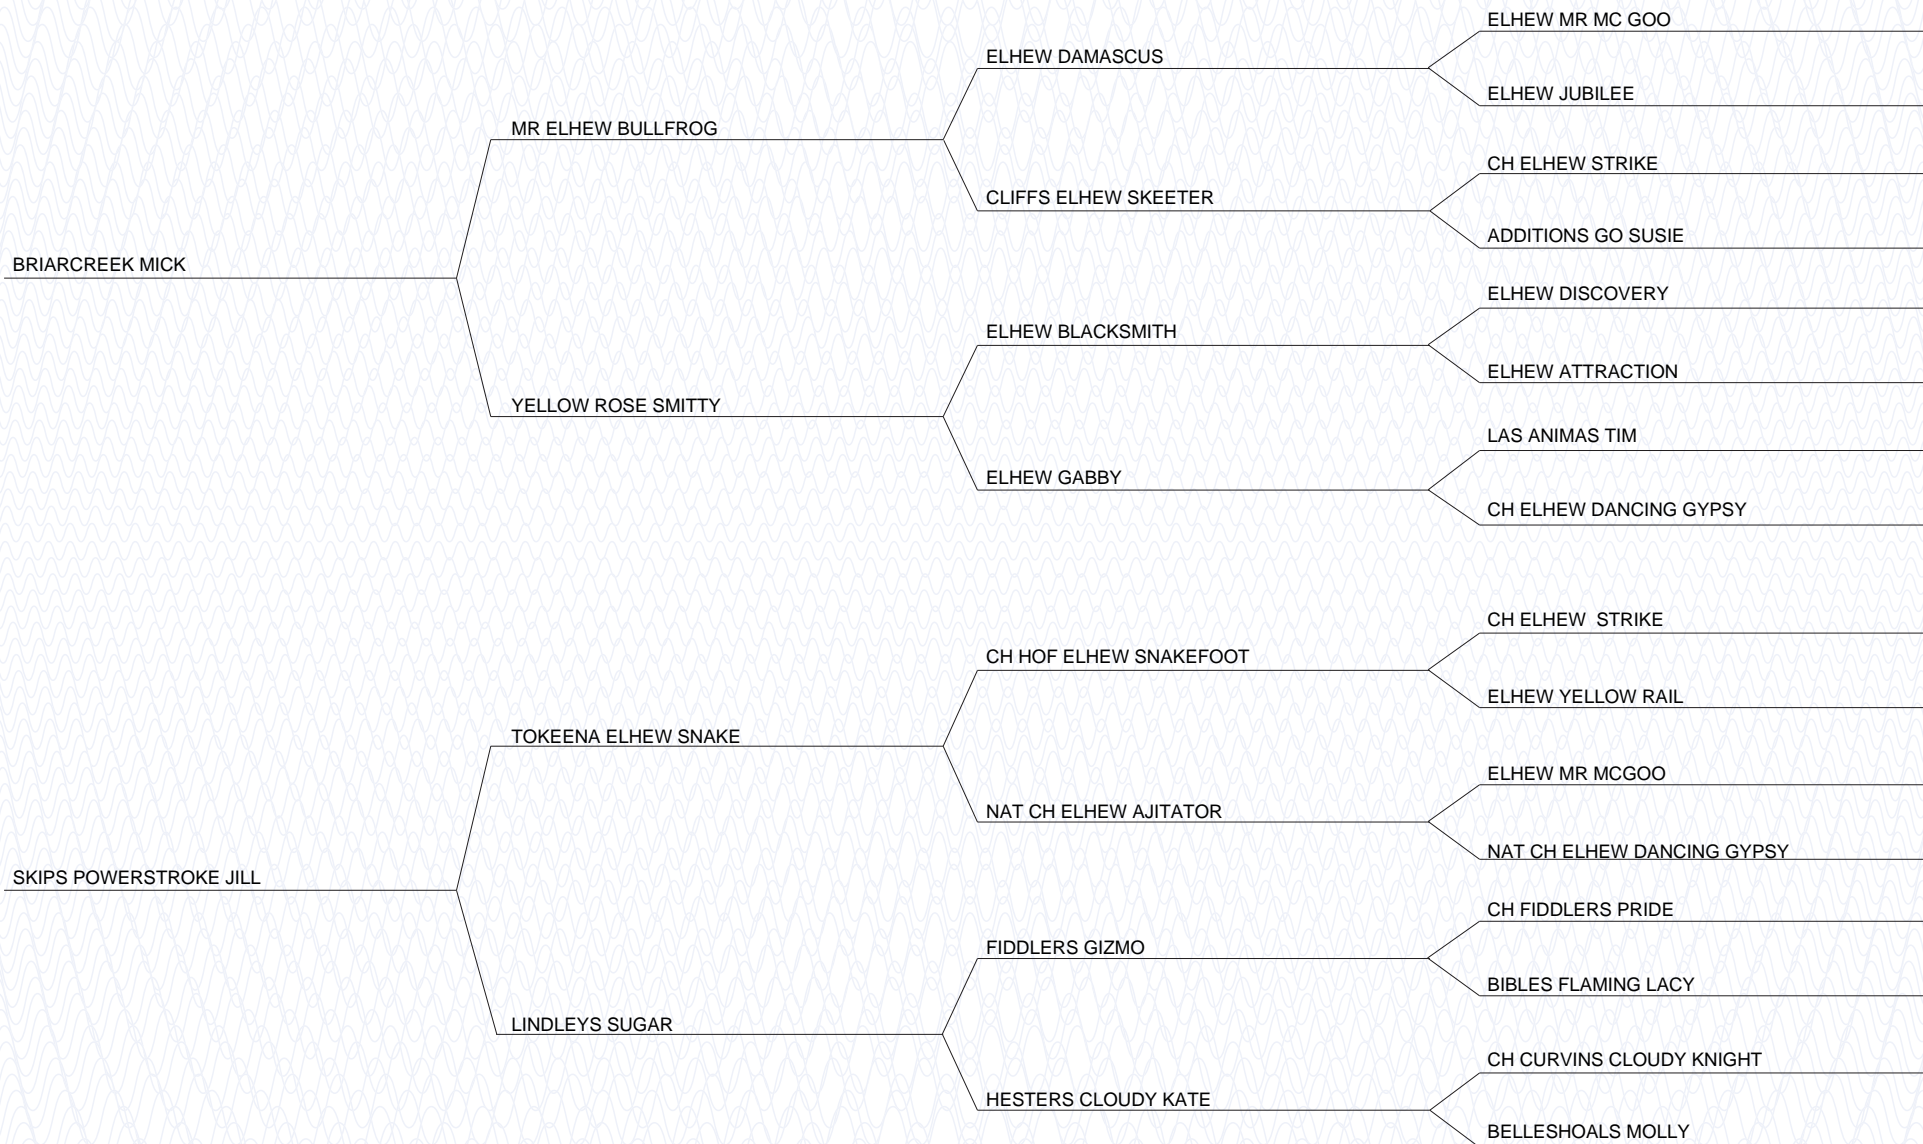 ELHEW MR MC GOO
ELHEW DAMASCUS
ELHEW JUBILEE
MR ELHEW BULLFROG
CH ELHEW STRIKE
CLIFFS ELHEW SKEETER
ADDITIONS GO SUSIE
BRIARCREEK MICK
ELHEW DISCOVERY
ELHEW BLACKSMITH
ELHEW ATTRACTION
YELLOW ROSE SMITTY
LAS ANIMAS TIM
ELHEW GABBY
CH ELHEW DANCING GYPSY
CH ELHEW  STRIKE
CH HOF ELHEW SNAKEFOOT
ELHEW YELLOW RAIL
TOKEENA ELHEW SNAKE
ELHEW MR MCGOO
NAT CH ELHEW AJITATOR
NAT CH ELHEW DANCING GYPSY
SKIPS POWERSTROKE JILL
CH FIDDLERS PRIDE
FIDDLERS GIZMO
BIBLES FLAMING LACY
LINDLEYS SUGAR
CH CURVINS CLOUDY KNIGHT
HESTERS CLOUDY KATE
BELLESHOALS MOLLY